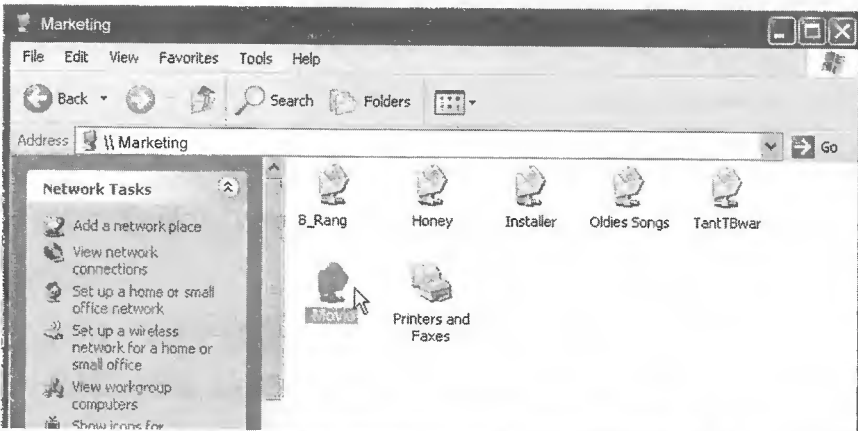 Marketing
File Edit View Favorites Tools Help
Back Search Folders
Address \\ Marketing Go
Network Tasks
Add a network place
View network
connections
Set up a home or small
office network
Set up a wireless
network for a home or
small office
View workgroup
computers
Show icons for
B_Rang Honey Installer Oldies Songs TantTBwar
Movie Printers and
Faxes